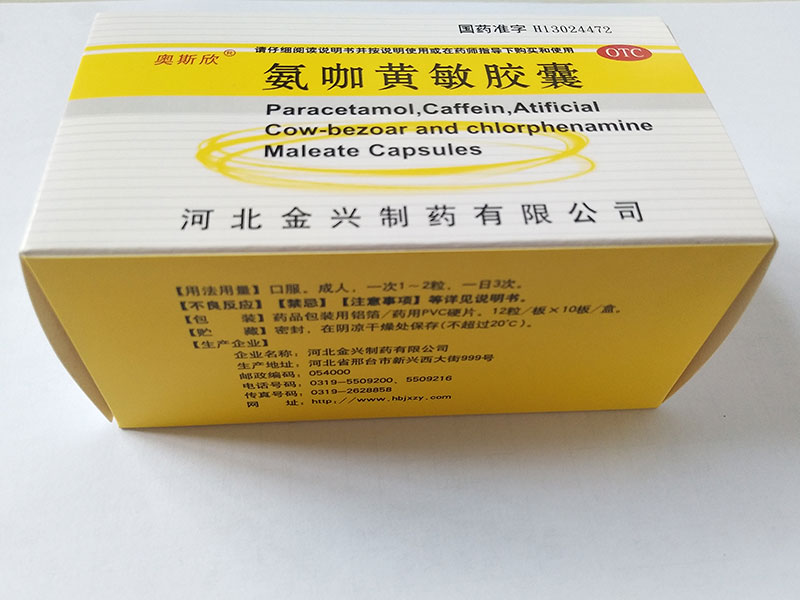 国药准字 H13024472
奥斯欣®
请仔细阅读说明书并按说明使用或在药师指导下购买和使用
OTC
氨咖黄敏胶囊
Paracetamol,Caffein,Atificial
Cow-bezoar and chlorphenamine
Maleate Capsules
河北金兴制药有限公司
【用法用量】 口服。成人,一次1~2粒,一日3次。
【不良反应】【禁忌】【注意事项】等详见说明书。
【包 装】药品包装用铝箔/药用PVC硬片。12粒/板×10板/盒。
【贮 藏】密封,在阴凉干燥处保存(不超过20℃)。
【生产企业】
企业名称:河北金兴制药有限公司
生产地址:河北省邢台市新兴西大街999号
邮政编码:054000
电话号码:0319-5509200、5509216
传真号码:0319-2628858
网 址:http://www.hbjxzy.com